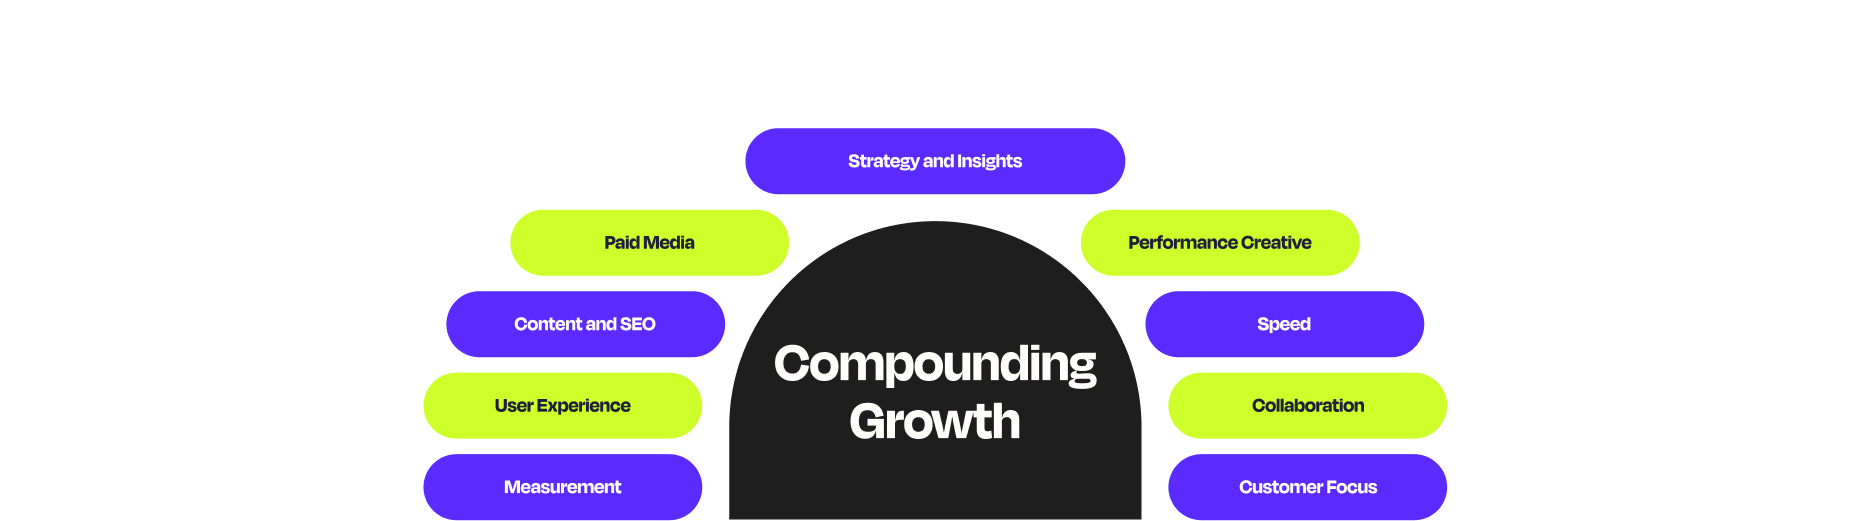 Strategy and Insights
Paid Media
Performance Creative
Content and SEO
Speed
Compounding
Growth
User Experience
Collaboration
Measurement
Customer Focus